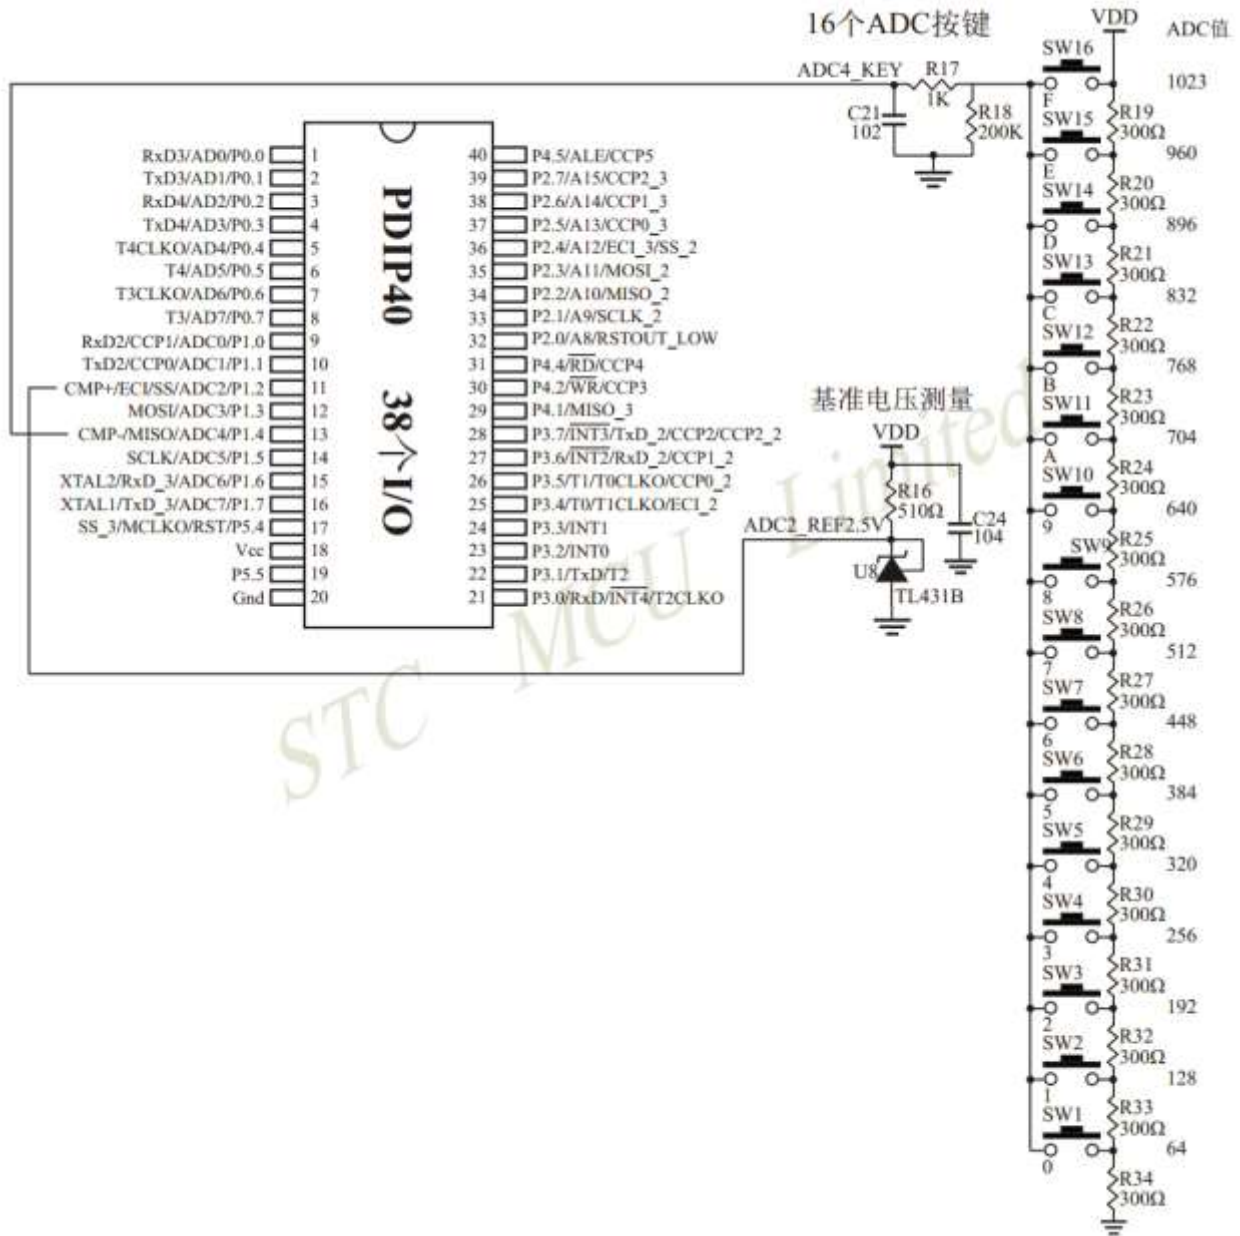 16个ADC按键
VDD
ADC值
ADC4_KEY
R17
1K
C21
102
R18
200K
SW16
1023
F
R19
300Ω
SW15
960
E
R20
300Ω
SW14
896
D
R21
300Ω
SW13
832
C
R22
300Ω
SW12
768
B
R23
300Ω
SW11
704
A
R24
300Ω
SW10
640
9
R25
300Ω
SW9
576
8
R26
300Ω
SW8
512
7
R27
300Ω
SW7
448
6
R28
300Ω
SW6
384
5
R29
300Ω
SW5
320
4
R30
300Ω
SW4
256
3
R31
300Ω
SW3
192
2
R32
300Ω
SW2
128
1
R33
300Ω
SW1
64
0
R34
300Ω
PDIP40 38个I/O
RxD3/AD0/P0.0 1
TxD3/AD1/P0.1 2
RxD4/AD2/P0.2 3
TxD4/AD3/P0.3 4
T4CLKO/AD4/P0.4 5
T4/AD5/P0.5 6
T3CLKO/AD6/P0.6 7
T3/AD7/P0.7 8
RxD2/CCP1/ADC0/P1.0 9
TxD2/CCP0/ADC1/P1.1 10
CMP+/ECI/SS/ADC2/P1.2 11
MOSI/ADC3/P1.3 12
CMP-/MISO/ADC4/P1.4 13
SCLK/ADC5/P1.5 14
XTAL2/RxD_3/ADC6/P1.6 15
XTAL1/TxD_3/ADC7/P1.7 16
SS_3/MCLKO/RST/P5.4 17
Vcc 18
P5.5 19
Gnd 20
40 P4.5/ALE/CCP5
39 P2.7/A15/CCP2_3
38 P2.6/A14/CCP1_3
37 P2.5/A13/CCP0_3
36 P2.4/A12/ECI_3/SS_2
35 P2.3/A11/MOSI_2
34 P2.2/A10/MISO_2
33 P2.1/A9/SCLK_2
32 P2.0/A8/RSTOUT_LOW
31 P4.4/RD/CCP4
30 P4.2/WR/CCP3
29 P4.1/MISO_3
28 P3.7/INT3/TxD_2/CCP2/CCP2_2
27 P3.6/INT2/RxD_2/CCP1_2
26 P3.5/T1/T0CLKO/CCP0_2
25 P3.4/T0/T1CLKO/ECI_2
24 P3.3/INT1
23 P3.2/INT0
22 P3.1/TxD/T2
21 P3.0/RxD/INT4/T2CLKO
基准电压测量
VDD
R16
510Ω
C24
104
ADC2_REF2.5V
U8
TL431B
STC MCU Limited